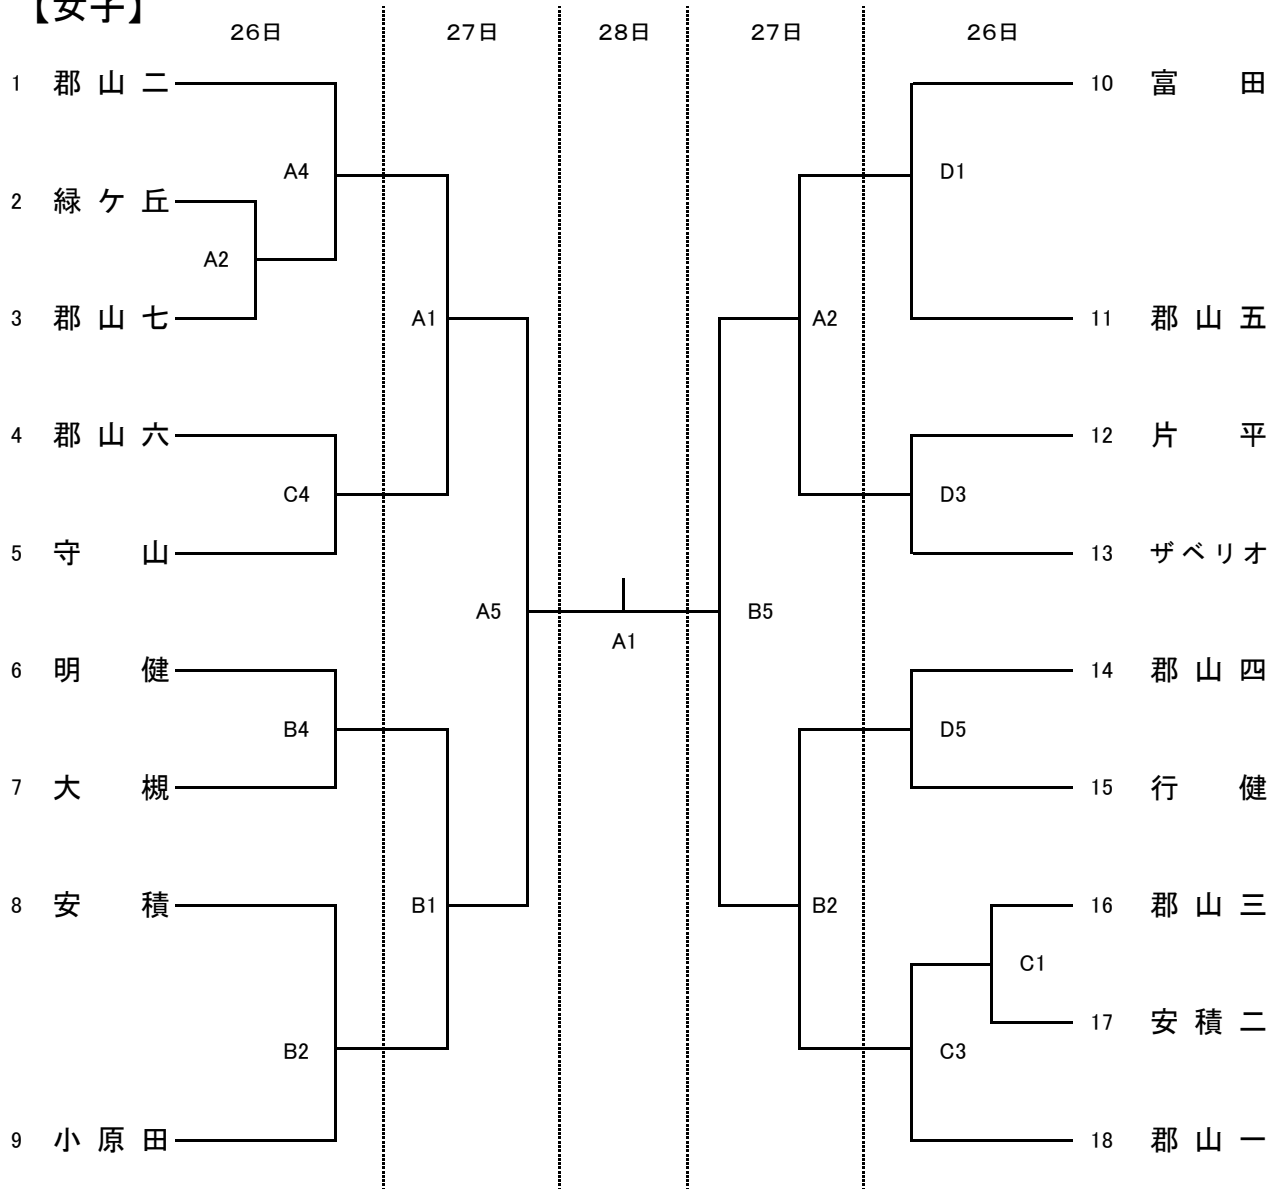 【女子】
26日 27日 28日 27日 26日
1 郡山二
10 富田
A4
D1
2 緑ケ丘
A2
3 郡山七
A1
A2
11 郡山五
4 郡山六
12 片平
C4
D3
5 守山
13 ザベリオ
A5
B5
A1
6 明健
14 郡山四
B4
D5
7 大槻
15 行健
8 安積
B1
B2
16 郡山三
C1
17 安積二
B2
C3
9 小原田
18 郡山一